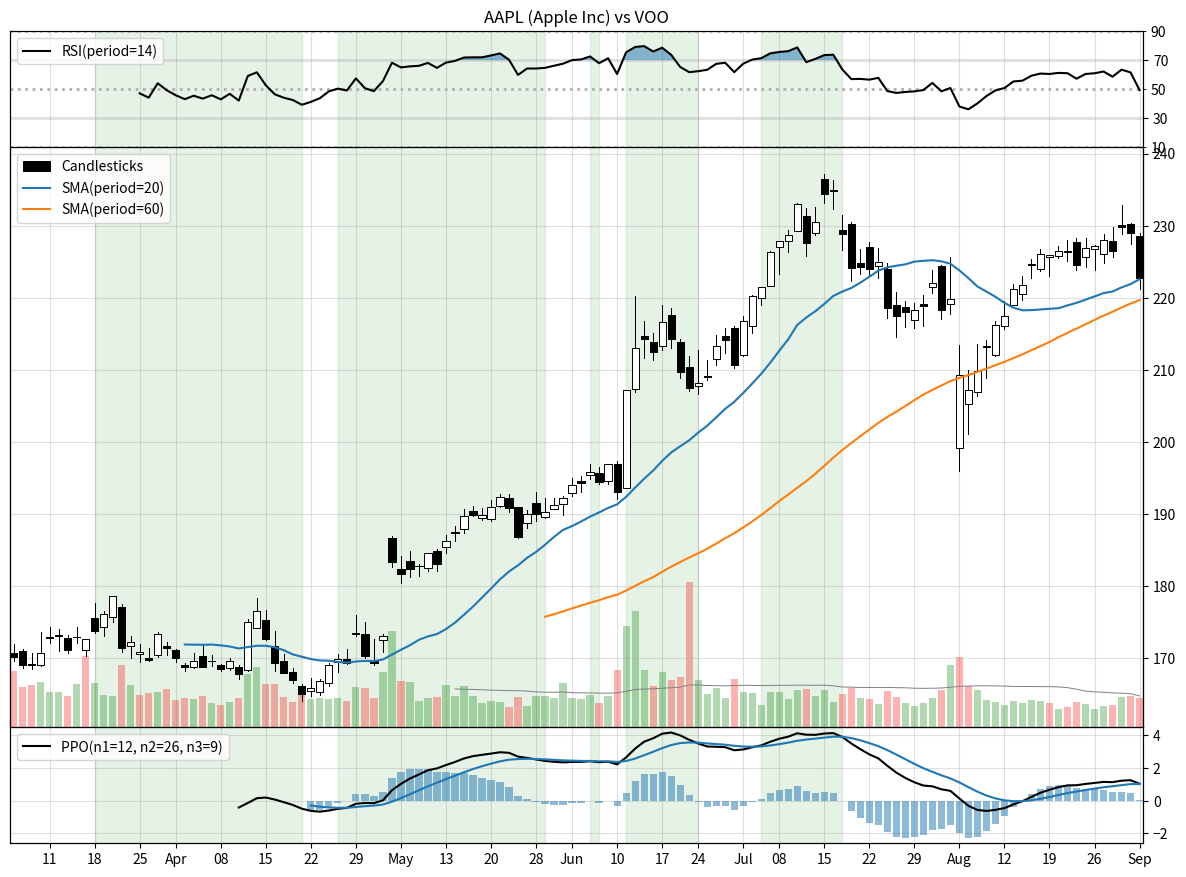 AAPL (Apple Inc) vs VOO
RSI(period=14)
90
70
50
30
10
Candlesticks
SMA(period=20)
SMA(period=60)
240
230
220
210
200
190
180
170
PPO(n1=12, n2=26, n3=9)
4
2
0
−2
11 18 25 Apr 08 15 22 29 May 13 20 28 Jun 10 17 24 Jul 08 15 22 29 Aug 12 19 26 Sep